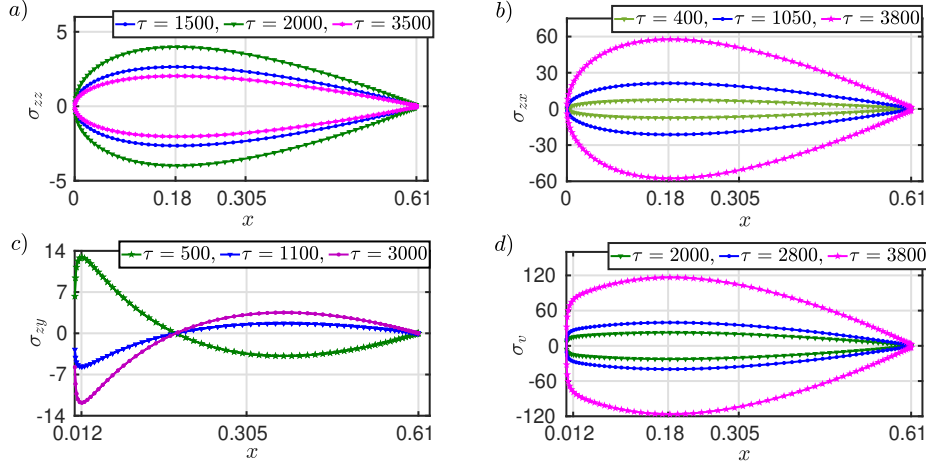 a)
τ = 1500, τ = 2000, τ = 3500
5
0
-5
σzz
0 0.18 0.305 0.61
x
b)
τ = 400, τ = 1050, τ = 3800
60
30
0
-30
-60
σzx
0 0.18 0.305 0.61
x
c)
τ = 500, τ = 1100, τ = 3000
14
7
0
-7
-14
σzy
0.012 0.305 0.61
x
d)
τ = 2000, τ = 2800, τ = 3800
120
60
0
-60
-120
σv
0.012 0.18 0.305 0.61
x